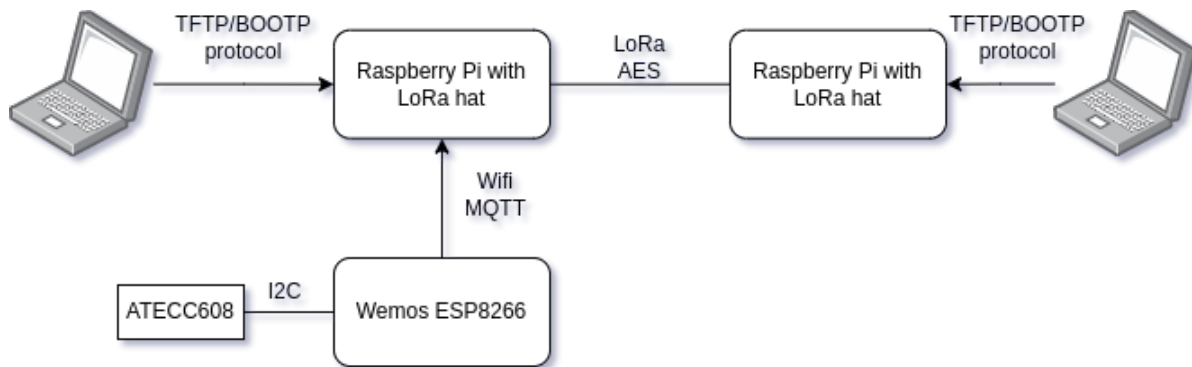 TFTP/BOOTP
protocol
Raspberry Pi with
LoRa hat
LoRa
AES
Raspberry Pi with
LoRa hat
TFTP/BOOTP
protocol
Wifi
MQTT
ATECC608
I2C
Wemos ESP8266